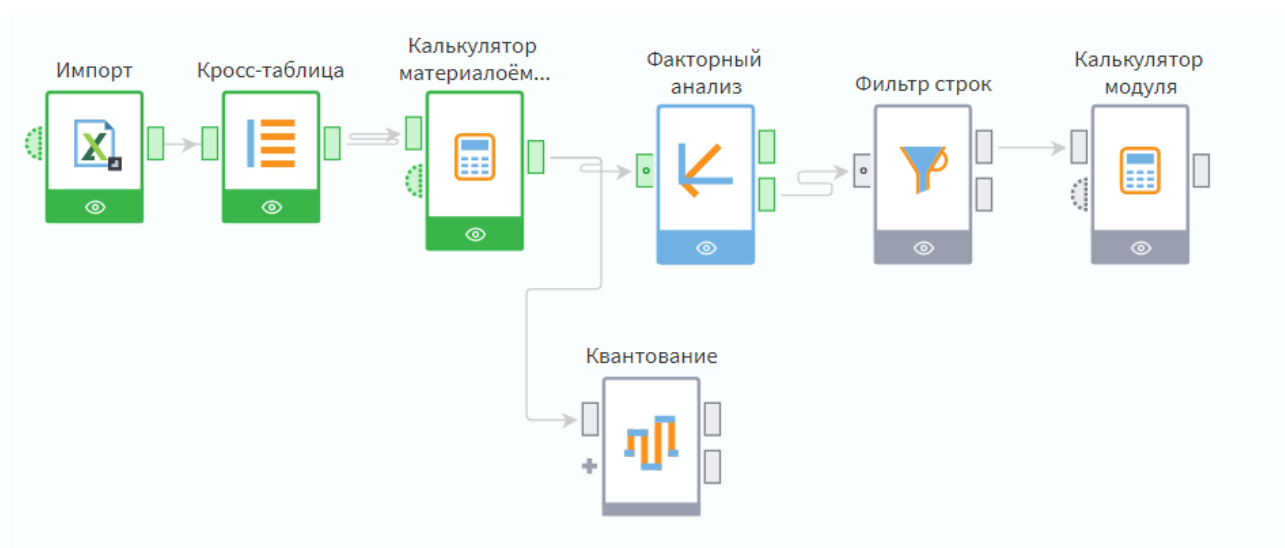 Импорт
Кросс-таблица
Калькулятор
материалоём...
Факторный
анализ
Фильтр строк
Калькулятор
модуля
Квантование